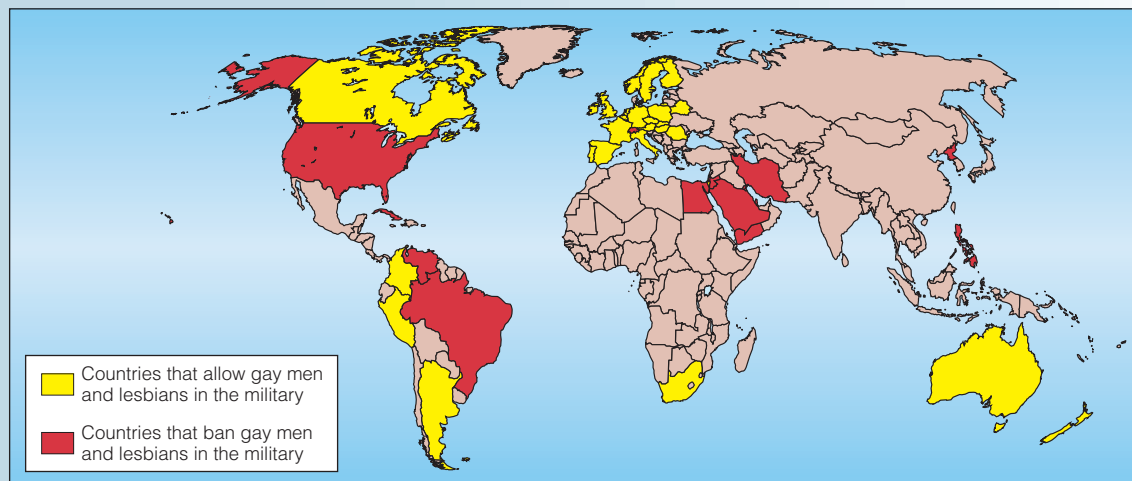 Countries that allow gay men
and lesbians in the military
Countries that ban gay men
and lesbians in the military